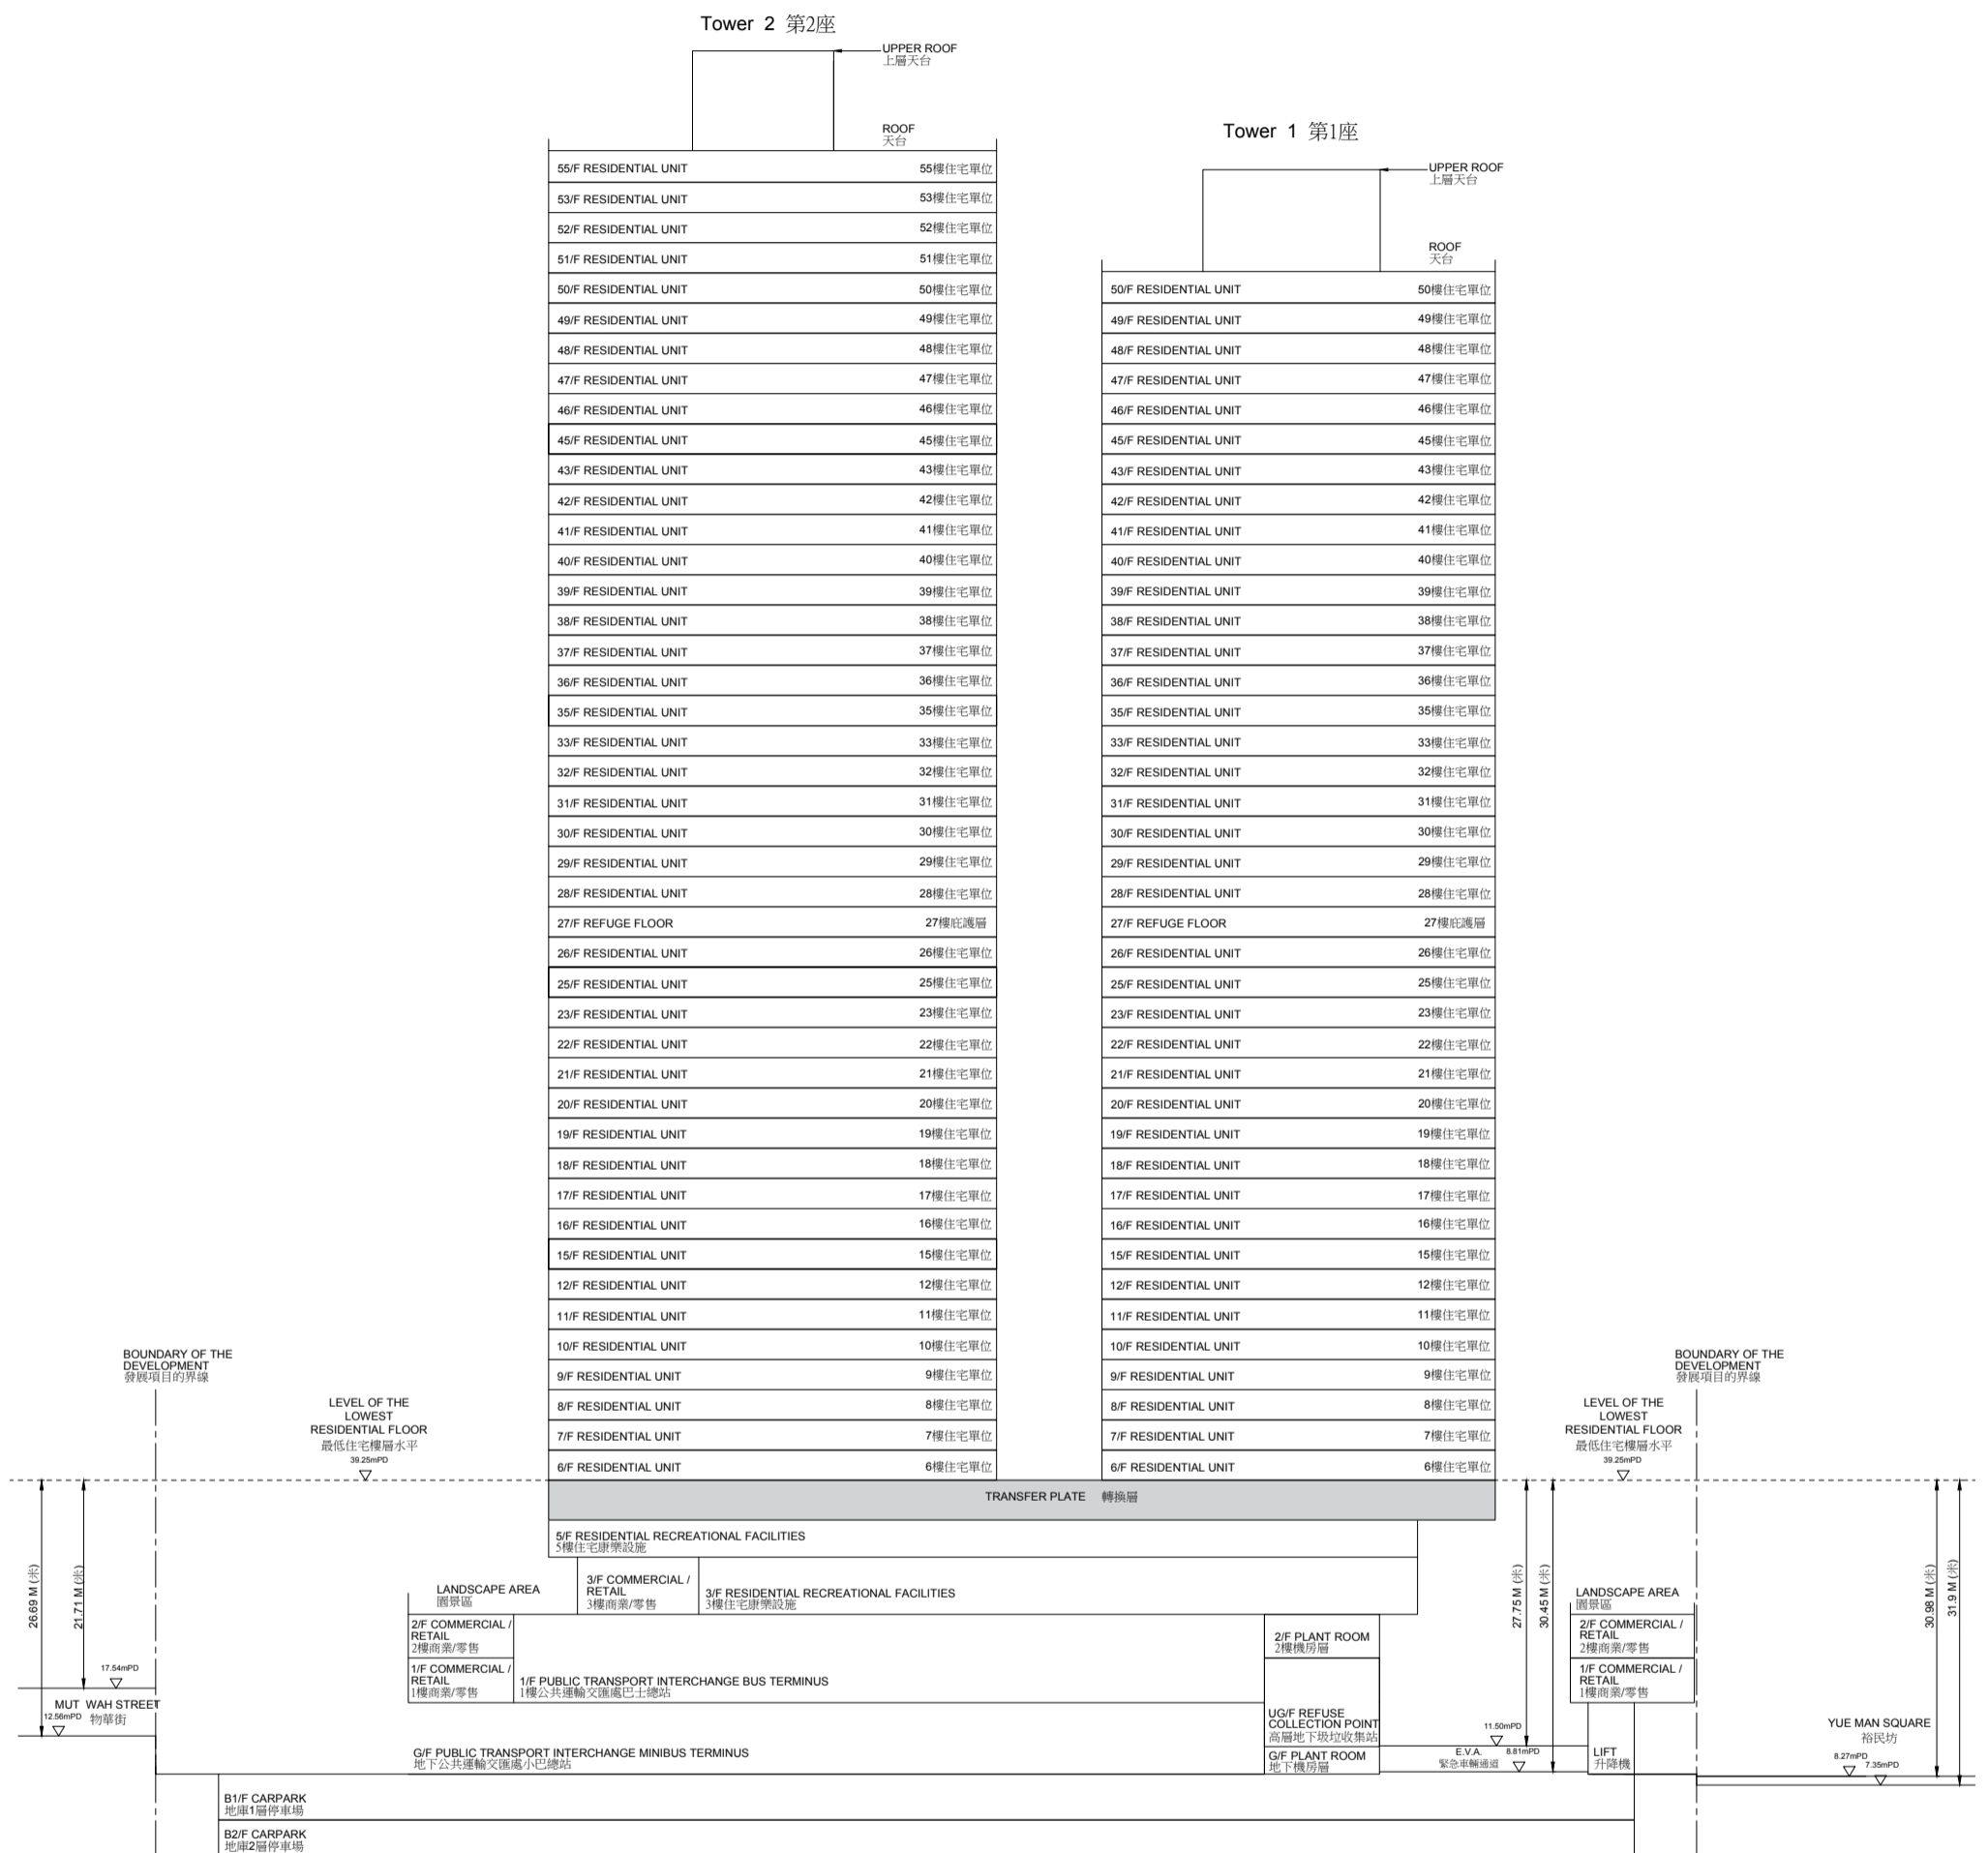 Tower 2 第2座
UPPER ROOF
上層天台
ROOF
天台
55/F RESIDENTIAL UNIT 55樓住宅單位
53/F RESIDENTIAL UNIT 53樓住宅單位
52/F RESIDENTIAL UNIT 52樓住宅單位
51/F RESIDENTIAL UNIT 51樓住宅單位
50/F RESIDENTIAL UNIT 50樓住宅單位
49/F RESIDENTIAL UNIT 49樓住宅單位
48/F RESIDENTIAL UNIT 48樓住宅單位
47/F RESIDENTIAL UNIT 47樓住宅單位
46/F RESIDENTIAL UNIT 46樓住宅單位
45/F RESIDENTIAL UNIT 45樓住宅單位
43/F RESIDENTIAL UNIT 43樓住宅單位
42/F RESIDENTIAL UNIT 42樓住宅單位
41/F RESIDENTIAL UNIT 41樓住宅單位
40/F RESIDENTIAL UNIT 40樓住宅單位
39/F RESIDENTIAL UNIT 39樓住宅單位
38/F RESIDENTIAL UNIT 38樓住宅單位
37/F RESIDENTIAL UNIT 37樓住宅單位
36/F RESIDENTIAL UNIT 36樓住宅單位
35/F RESIDENTIAL UNIT 35樓住宅單位
33/F RESIDENTIAL UNIT 33樓住宅單位
32/F RESIDENTIAL UNIT 32樓住宅單位
31/F RESIDENTIAL UNIT 31樓住宅單位
30/F RESIDENTIAL UNIT 30樓住宅單位
29/F RESIDENTIAL UNIT 29樓住宅單位
28/F RESIDENTIAL UNIT 28樓住宅單位
27/F REFUGE FLOOR 27樓庇護層
26/F RESIDENTIAL UNIT 26樓住宅單位
25/F RESIDENTIAL UNIT 25樓住宅單位
23/F RESIDENTIAL UNIT 23樓住宅單位
22/F RESIDENTIAL UNIT 22樓住宅單位
21/F RESIDENTIAL UNIT 21樓住宅單位
20/F RESIDENTIAL UNIT 20樓住宅單位
19/F RESIDENTIAL UNIT 19樓住宅單位
18/F RESIDENTIAL UNIT 18樓住宅單位
17/F RESIDENTIAL UNIT 17樓住宅單位
16/F RESIDENTIAL UNIT 16樓住宅單位
15/F RESIDENTIAL UNIT 15樓住宅單位
12/F RESIDENTIAL UNIT 12樓住宅單位
11/F RESIDENTIAL UNIT 11樓住宅單位
10/F RESIDENTIAL UNIT 10樓住宅單位
9/F RESIDENTIAL UNIT 9樓住宅單位
8/F RESIDENTIAL UNIT 8樓住宅單位
7/F RESIDENTIAL UNIT 7樓住宅單位
6/F RESIDENTIAL UNIT 6樓住宅單位
Tower 1 第1座
UPPER ROOF
上層天台
ROOF
天台
50/F RESIDENTIAL UNIT 50樓住宅單位
49/F RESIDENTIAL UNIT 49樓住宅單位
48/F RESIDENTIAL UNIT 48樓住宅單位
47/F RESIDENTIAL UNIT 47樓住宅單位
46/F RESIDENTIAL UNIT 46樓住宅單位
45/F RESIDENTIAL UNIT 45樓住宅單位
43/F RESIDENTIAL UNIT 43樓住宅單位
42/F RESIDENTIAL UNIT 42樓住宅單位
41/F RESIDENTIAL UNIT 41樓住宅單位
40/F RESIDENTIAL UNIT 40樓住宅單位
39/F RESIDENTIAL UNIT 39樓住宅單位
38/F RESIDENTIAL UNIT 38樓住宅單位
37/F RESIDENTIAL UNIT 37樓住宅單位
36/F RESIDENTIAL UNIT 36樓住宅單位
35/F RESIDENTIAL UNIT 35樓住宅單位
33/F RESIDENTIAL UNIT 33樓住宅單位
32/F RESIDENTIAL UNIT 32樓住宅單位
31/F RESIDENTIAL UNIT 31樓住宅單位
30/F RESIDENTIAL UNIT 30樓住宅單位
29/F RESIDENTIAL UNIT 29樓住宅單位
28/F RESIDENTIAL UNIT 28樓住宅單位
27/F REFUGE FLOOR 27樓庇護層
26/F RESIDENTIAL UNIT 26樓住宅單位
25/F RESIDENTIAL UNIT 25樓住宅單位
23/F RESIDENTIAL UNIT 23樓住宅單位
22/F RESIDENTIAL UNIT 22樓住宅單位
21/F RESIDENTIAL UNIT 21樓住宅單位
20/F RESIDENTIAL UNIT 20樓住宅單位
19/F RESIDENTIAL UNIT 19樓住宅單位
18/F RESIDENTIAL UNIT 18樓住宅單位
17/F RESIDENTIAL UNIT 17樓住宅單位
16/F RESIDENTIAL UNIT 16樓住宅單位
15/F RESIDENTIAL UNIT 15樓住宅單位
12/F RESIDENTIAL UNIT 12樓住宅單位
11/F RESIDENTIAL UNIT 11樓住宅單位
10/F RESIDENTIAL UNIT 10樓住宅單位
9/F RESIDENTIAL UNIT 9樓住宅單位
8/F RESIDENTIAL UNIT 8樓住宅單位
7/F RESIDENTIAL UNIT 7樓住宅單位
6/F RESIDENTIAL UNIT 6樓住宅單位
BOUNDARY OF THE
DEVELOPMENT
發展項目的界線
LEVEL OF THE
LOWEST
RESIDENTIAL FLOOR
最低住宅樓層水平
39.25mPD
BOUNDARY OF THE
DEVELOPMENT
發展項目的界線
LEVEL OF THE
LOWEST
RESIDENTIAL FLOOR
最低住宅樓層水平
39.25mPD
TRANSFER PLATE 轉換層
5/F RESIDENTIAL RECREATIONAL FACILITIES
5樓住宅康樂設施
26.69 M (米)
21.71 M (米)
LANDSCAPE AREA
園景區
3/F COMMERCIAL /
RETAIL
3樓商業/零售
3/F RESIDENTIAL RECREATIONAL FACILITIES
3樓住宅康樂設施
2/F COMMERCIAL /
RETAIL
2樓商業/零售
1/F COMMERCIAL /
RETAIL
1樓商業/零售
1/F PUBLIC TRANSPORT INTERCHANGE BUS TERMINUS
1樓公共運輸交匯處巴士總站
2/F PLANT ROOM
2樓機房層
UG/F REFUSE
COLLECTION POINT
高層地下垃圾收集站
G/F PLANT ROOM
地下機房層
27.75 M (米)
30.45 M (米)
LANDSCAPE AREA
園景區
2/F COMMERCIAL /
RETAIL
2樓商業/零售
1/F COMMERCIAL /
RETAIL
1樓商業/零售
30.98 M (米)
31.9 M (米)
17.54mPD
MUT WAH STREET
物華街
12.56mPD
G/F PUBLIC TRANSPORT INTERCHANGE MINIBUS TERMINUS
地下公共運輸交匯處小巴總站
11.50mPD
E.V.A.
緊急車輛通道
8.81mPD
LIFT
升降機
YUE MAN SQUARE
裕民坊
8.27mPD
7.35mPD
B1/F CARPARK
地庫1層停車場
B2/F CARPARK
地庫2層停車場